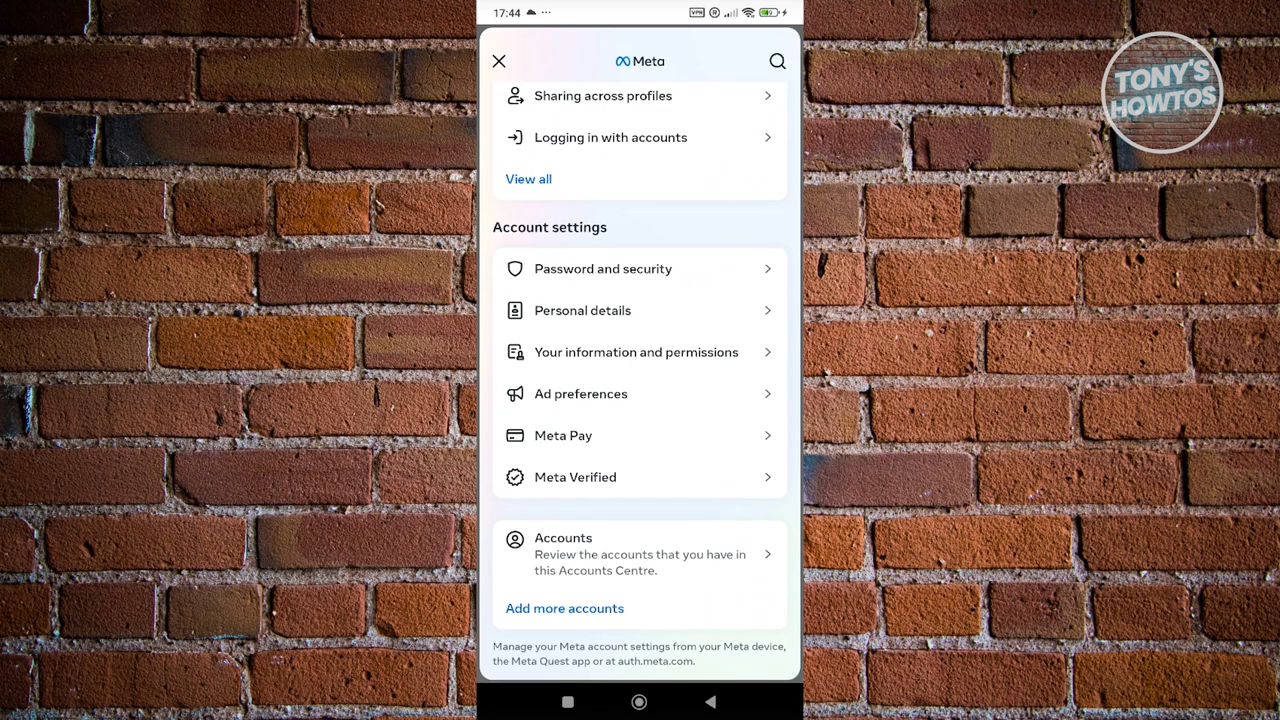 17:44
VPN
Meta
TONY'S
HOWTOS
Sharing across profiles
Logging in with accounts
View all
Account settings
Password and security
Personal details
Your information and permissions
Ad preferences
Meta Pay
Meta Verified
Accounts
Review the accounts that you have in
this Accounts Centre.
Add more accounts
Manage your Meta account settings from your Meta device,
the Meta Quest app or at auth.meta.com.